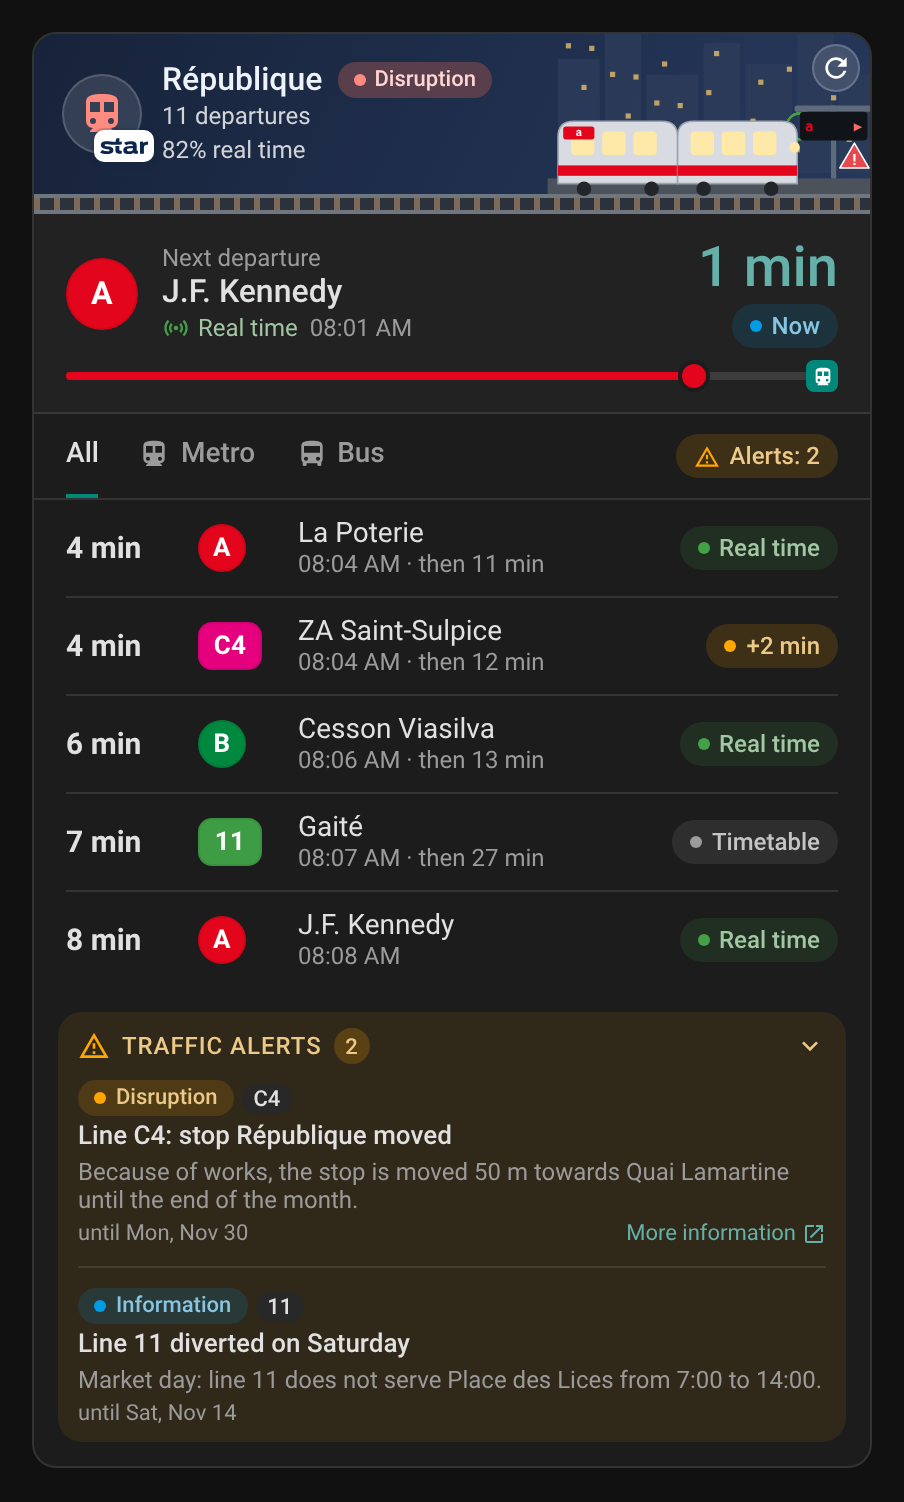 République
Disruption
11 departures
82% real time
star
a
a
Next departure
J.F. Kennedy
A
Real time 08:01 AM
1 min
Now
All
Metro
Bus
Alerts: 2
4 min
A
La Poterie
08:04 AM · then 11 min
Real time
4 min
C4
ZA Saint-Sulpice
08:04 AM · then 12 min
+2 min
6 min
B
Cesson Viasilva
08:06 AM · then 13 min
Real time
7 min
11
Gaité
08:07 AM · then 27 min
Timetable
8 min
A
J.F. Kennedy
08:08 AM
Real time
TRAFFIC ALERTS 2
Disruption C4
Line C4: stop République moved
Because of works, the stop is moved 50 m towards Quai Lamartine
until the end of the month.
until Mon, Nov 30
More information
Information 11
Line 11 diverted on Saturday
Market day: line 11 does not serve Place des Lices from 7:00 to 14:00.
until Sat, Nov 14